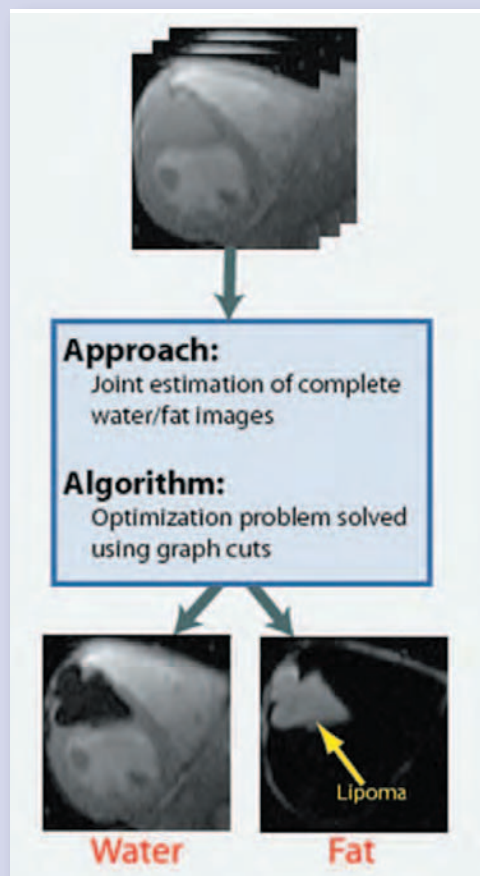 Approach:
Joint estimation of complete
water/fat images
Algorithm:
Optimization problem solved
using graph cuts
Lipoma
Water
Fat